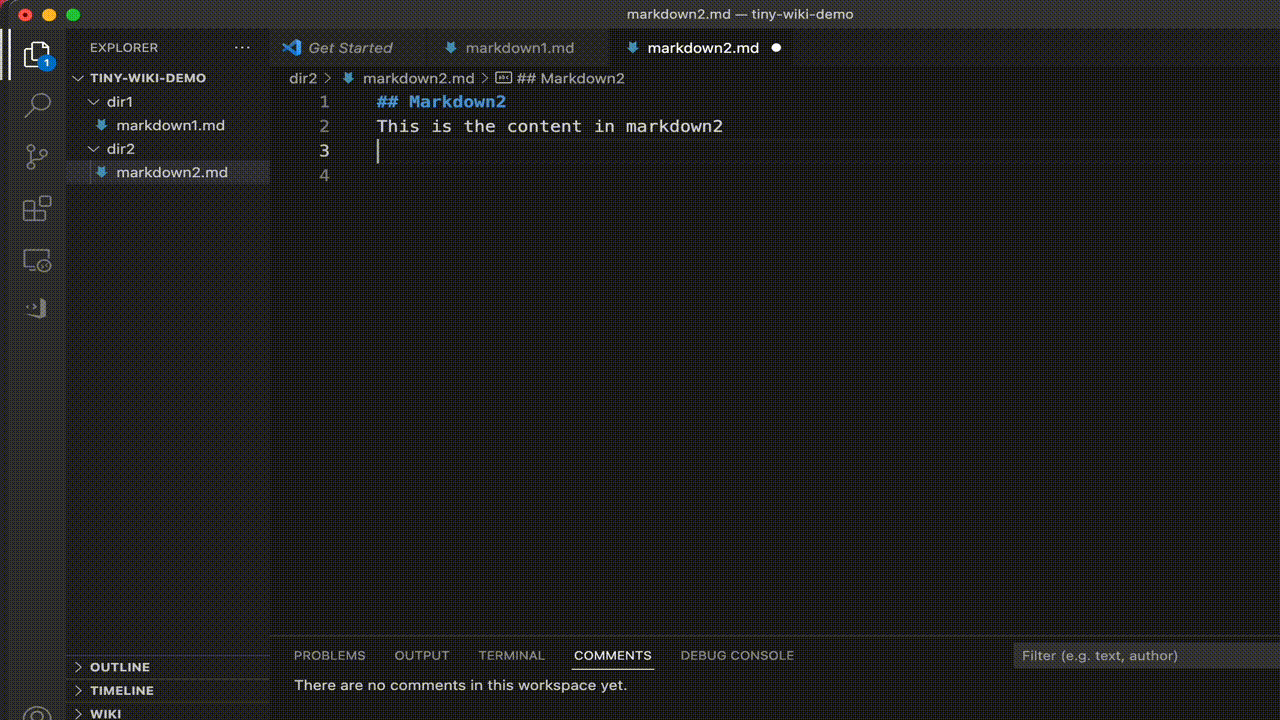 markdown2.md — tiny-wiki-demo
EXPLORER ···
Get Started
markdown1.md
markdown2.md
1
TINY-WIKI-DEMO
dir1
markdown1.md
dir2
markdown2.md
dir2 > markdown2.md > ## Markdown2
1 ## Markdown2
2 This is the content in markdown2
3
4
PROBLEMS OUTPUT TERMINAL COMMENTS DEBUG CONSOLE
Filter (e.g. text, author)
There are no comments in this workspace yet.
OUTLINE
TIMELINE
WIKI